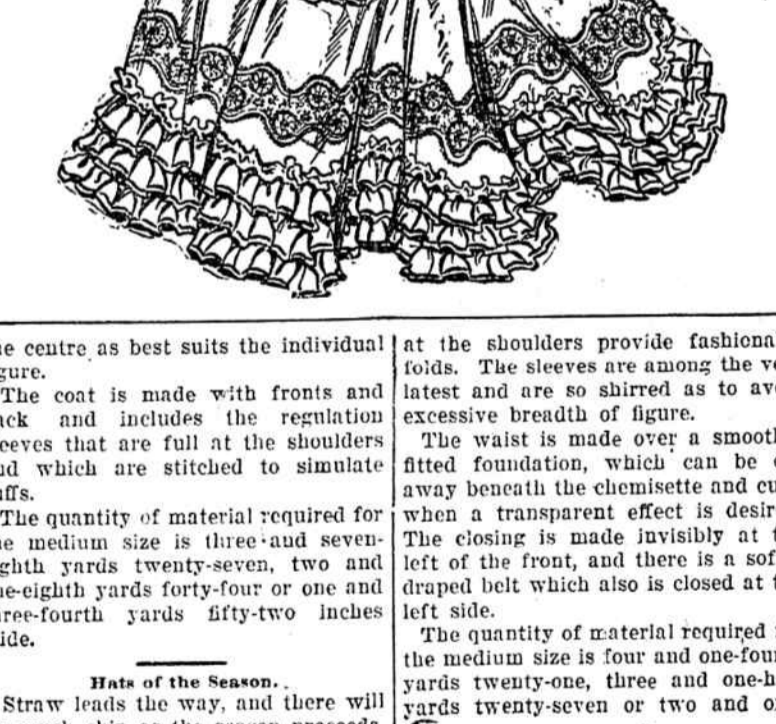 e centre as best suits the individual
gure.
The coat is made with fronts and
ack and includes the regulation
eeves that are full at the shoulders
nd which are stitched to simulate
uffs.
The quantity of material required for
e medium size is three and seven-
ghth yards twenty-seven, two and
ne-eighth yards forty-four or one and
hree-fourth yards fifty-two inches
ide.
Hats of the Season.
Straw leads the way, and there will
at the shoulders provide fashiona
folds. The sleeves are among the ve
latest and are so shirred as to avo
excessive breadth of figure.
The waist is made over a smooth
fitted foundation, which can be c
away beneath the chemisette and cu
when a transparent effect is desir
The closing is made invisibly at t
left of the front, and there is a sof
draped belt which also is closed at t
left side.
The quantity of material required
the medium size is four and one-four
yards twenty-one, three and one-h
yards twenty-seven or two and o